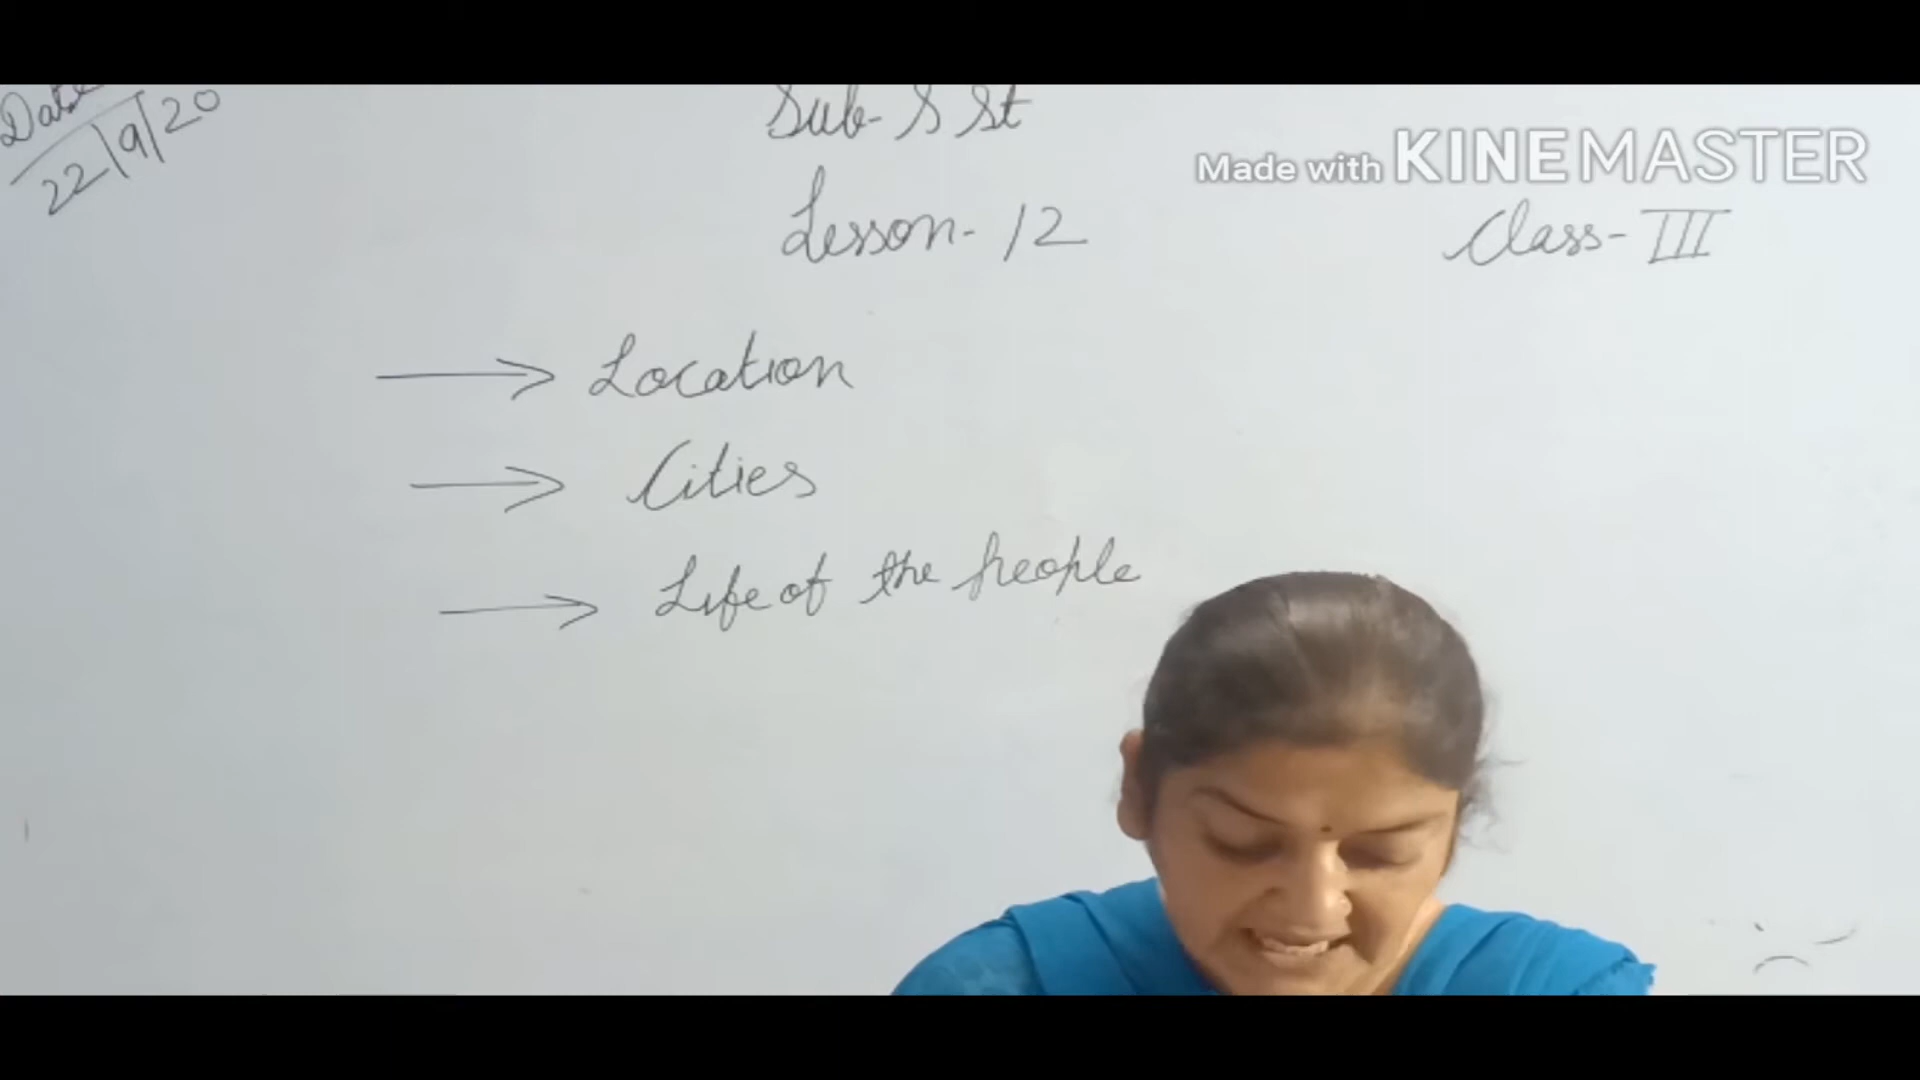 Date
22/9/20
Sub- S St
Made with KINEMASTER
Lesson- 12
Class- III
→ Location
→ Cities
→ Life of the people